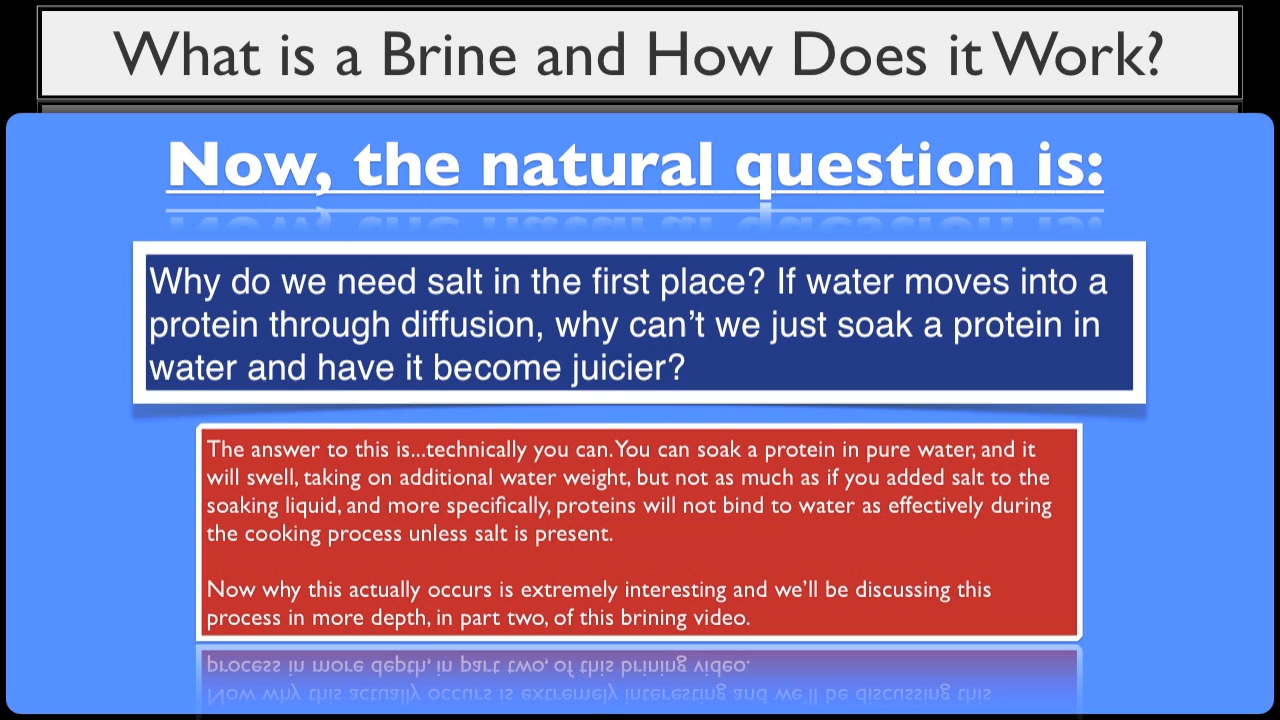 What is a Brine and How Does it Work?
Now, the natural question is:
Why do we need salt in the first place? If water moves into a
protein through diffusion, why can't we just soak a protein in
water and have it become juicier?
The answer to this is...technically you can. You can soak a protein in pure water, and it
will swell, taking on additional water weight, but not as much as if you added salt to the
soaking liquid, and more specifically, proteins will not bind to water as effectively during
the cooking process unless salt is present.
Now why this actually occurs is extremely interesting and we'll be discussing this
process in more depth, in part two, of this brining video.